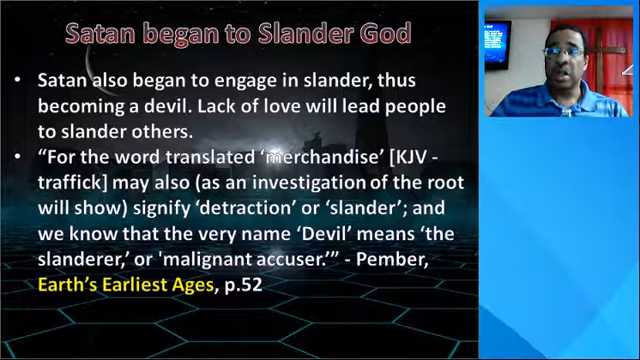 Satan began to Slander God
• Satan also began to engage in slander, thus
becoming a devil. Lack of love will lead people
to slander others.
• “For the word translated ‘merchandise’ [KJV -
traffick] may also (as an investigation of the root
will show) signify ‘detraction’ or ‘slander’; and
we know that the very name ‘Devil’ means ‘the
slanderer,’ or 'malignant accuser.’” - Pember,
Earth’s Earliest Ages, p.52